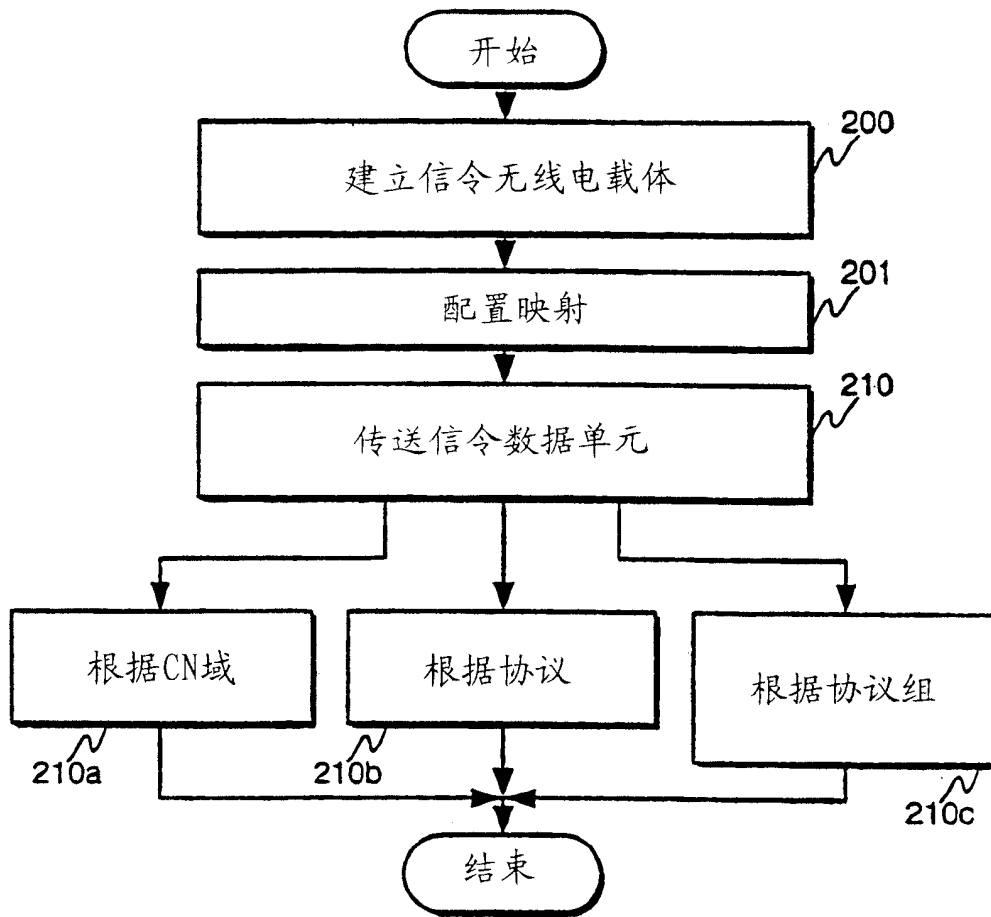 开始
200
建立信令无线电载体
201
配置映射
210
传送信令数据单元
根据CN域
根据协议
根据协议组
210a
210b
210c
结束